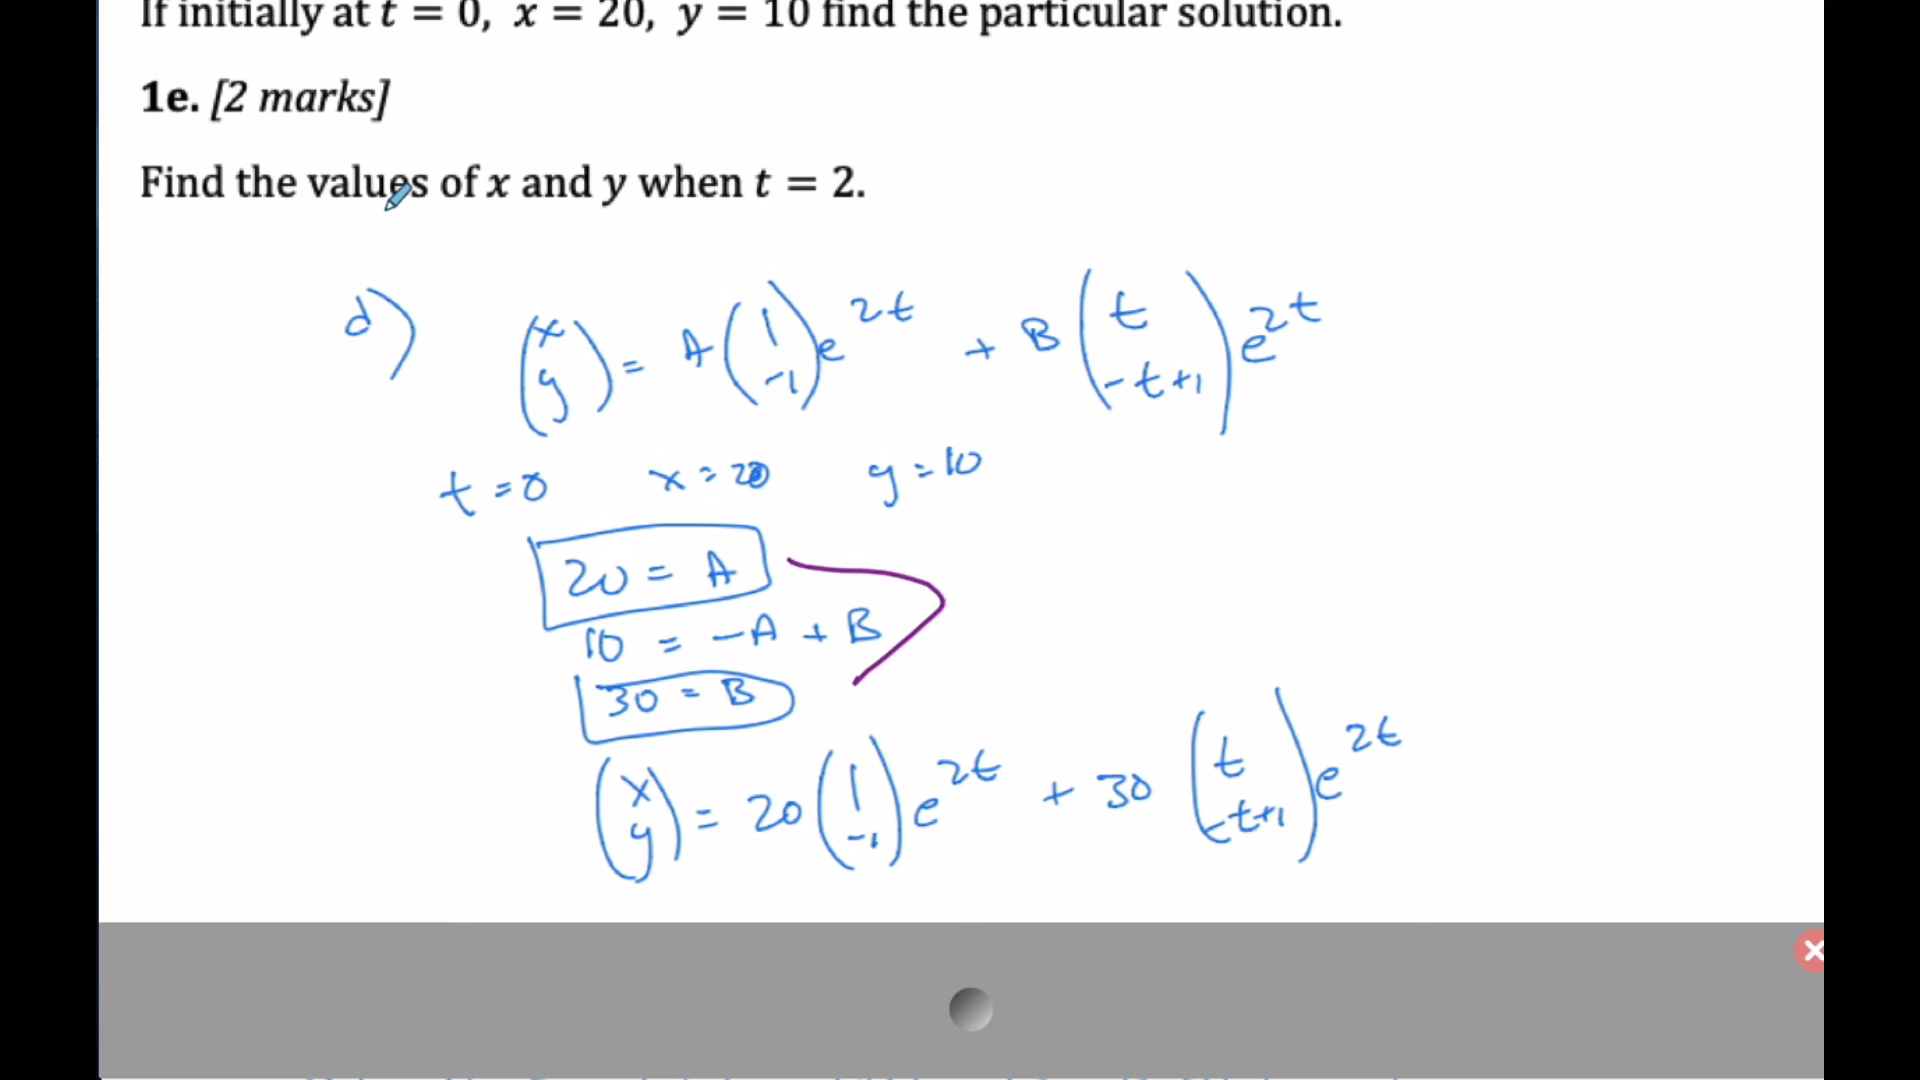 If initially at t = 0, x = 20, y = 10 find the particular solution.
1e. [2 marks]
Find the values of x and y when t = 2.
d) (x y) = A (1 -1) e^2t + B (t -t+1) e^2t
t = 0 x = 20 y = 10
20 = A
10 = -A + B
30 = B
(x y) = 20 (1 -1) e^2t + 30 (t -t+1) e^2t